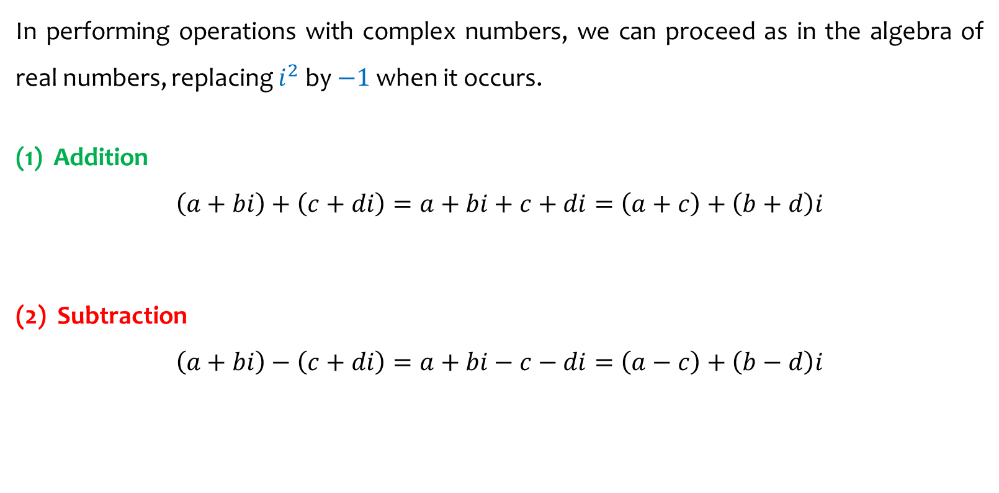 In performing operations with complex numbers, we can proceed as in the algebra of
real numbers, replacing i² by −1 when it occurs.
(1) Addition
(a + bi) + (c + di) = a + bi + c + di = (a + c) + (b + d)i
(2) Subtraction
(a + bi) − (c + di) = a + bi − c − di = (a − c) + (b − d)i